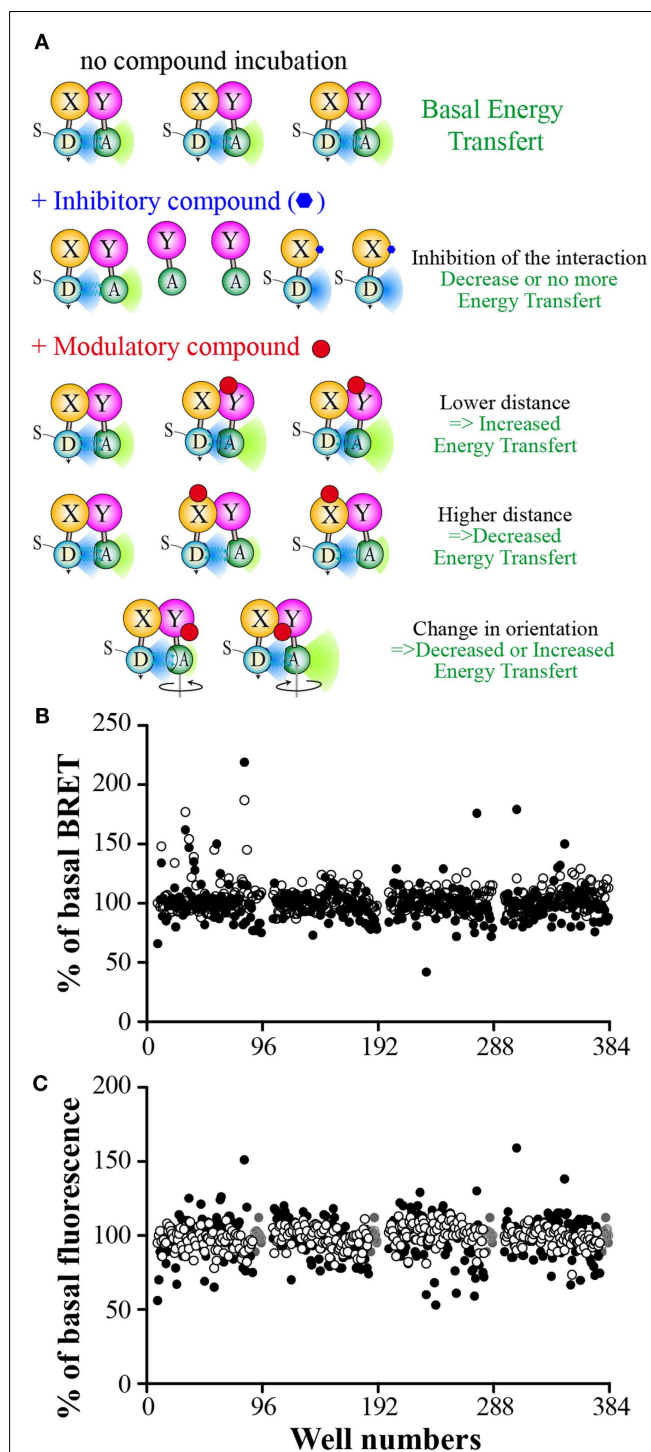 A
no compound incubation
X Y X Y X Y
S D A S D A S D A
Basal Energy
Transfert
+ Inhibitory compound ( )
X Y Y Y X X
S D A A A S D S D
Inhibition of the interaction
Decrease or no more
Energy Transfert
+ Modulatory compound
X Y X Y X Y
S D A S D A S D A
Lower distance
=> Increased
Energy Transfert
X Y X Y X Y
S D A S D A S D A
Higher distance
=>Decreased
Energy Transfert
X Y X Y
S D A S D A
Change in orientation
=>Decreased or Increased
Energy Transfert
B
% of basal BRET
250
200
150
100
50
0
0 96 192 288 384
C
% of basal fluorescence
200
150
100
50
0
0 96 192 288 384
Well numbers